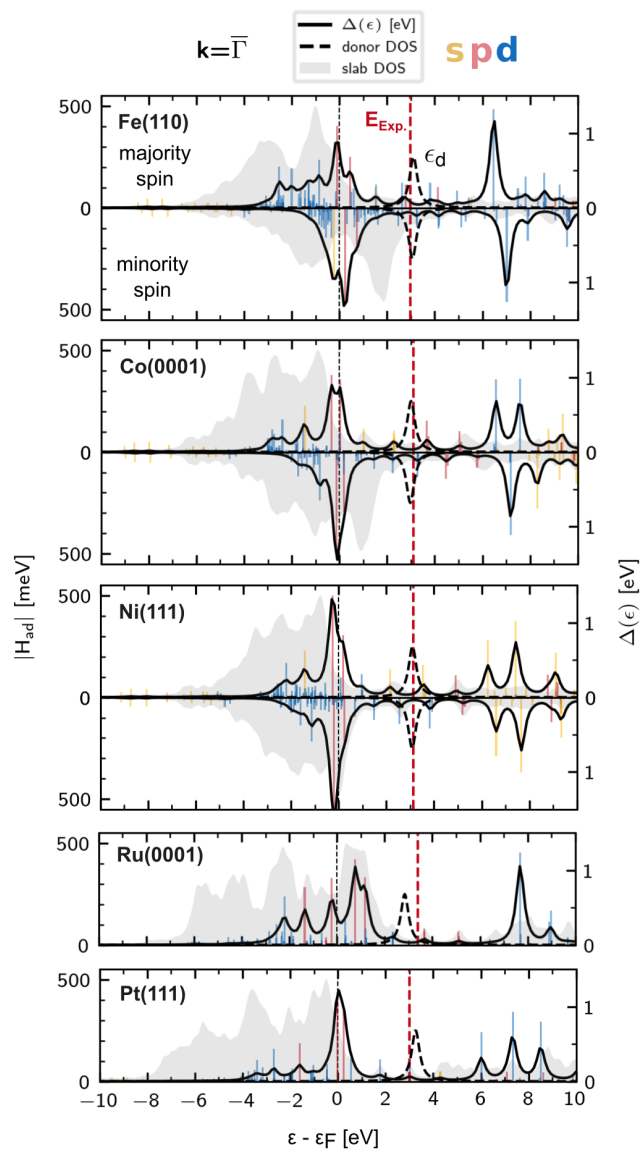 k=Γ̅
Δ(ϵ) [eV]
donor DOS
slab DOS
s p d
Fe(110)
majority
spin
minority
spin
E_Exp.
ϵ_d
500
0
500
1
0
1
Co(0001)
500
0
500
1
0
1
Ni(111)
500
0
500
1
0
1
|H_ad| [meV]
Δ(ϵ) [eV]
Ru(0001)
500
0
1
0
Pt(111)
500
0
1
0
−10 −8 −6 −4 −2 0 2 4 6 8 10
ε - ε_F [eV]